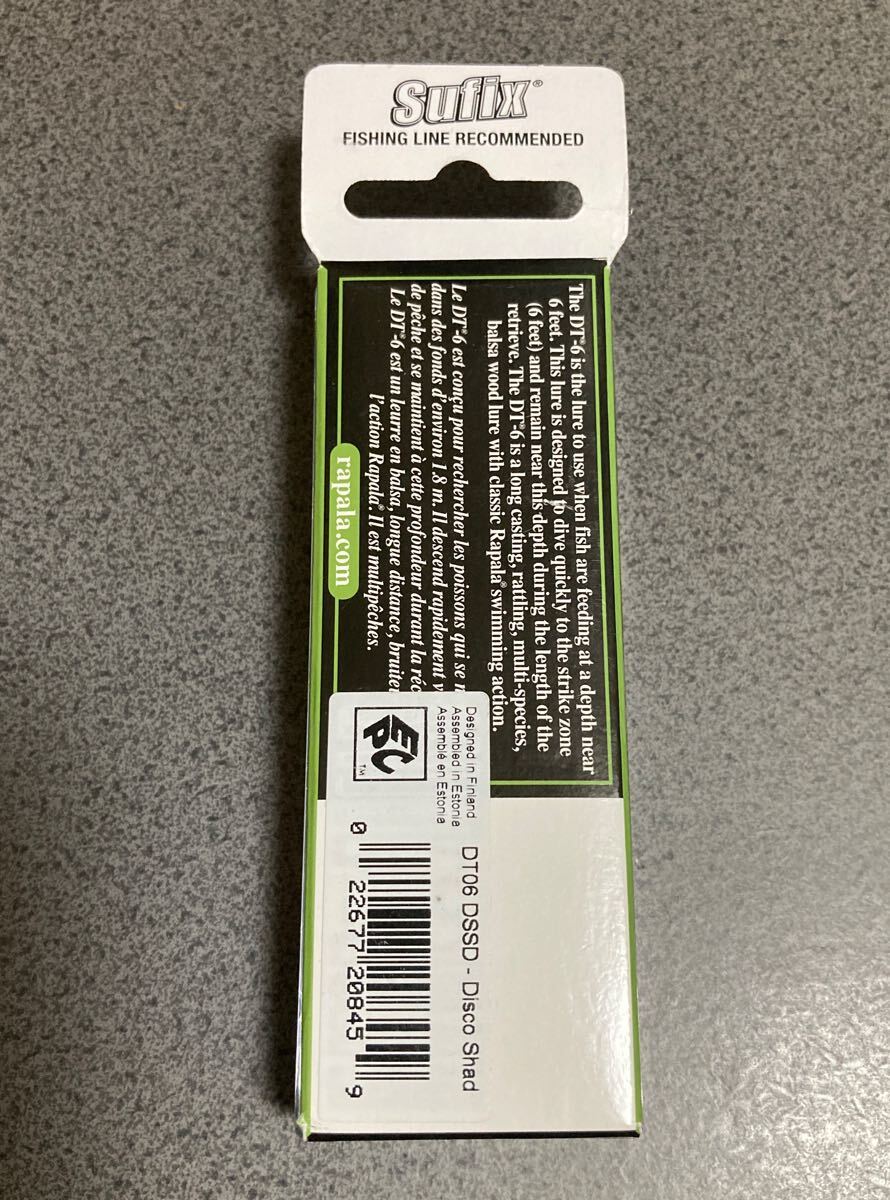 Sufix®
FISHING LINE RECOMMENDED
The DT®-6 is the lure to use when fish are feeding at a depth near
6 feet. This lure is designed to dive quickly to the strike zone
(6 feet) and remain near this depth during the length of the
retrieve. The DT®-6 is a long casting, rattling, multi-species,
balsa wood lure with classic Rapala® swimming action.
Le DT®-6 est conçu pour rechercher les poissons qui se
dans des fonds d'environ 1.8 m. Il descend rapidement
de pêche et se maintient à cette profondeur durant la
Le DT®-6 est un leurre en balsa, longue distance,
l'action Rapala®. Il est multipêches.
rapala.com
Designed in Finland
Assembled in Estonia
Assemblé en Estonia
EPC™
DT06 DSSD - Disco Shad
0 22677 20845 9